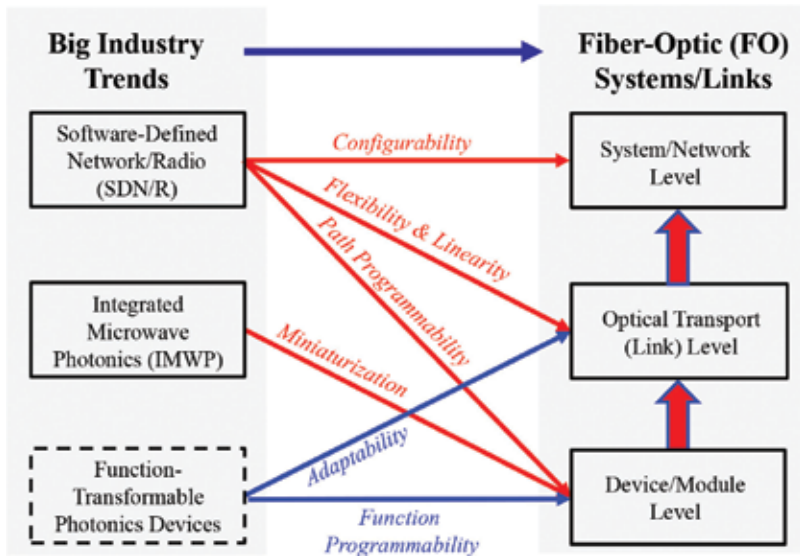 Big Industry
Trends
Fiber-Optic (FO)
Systems/Links
Software-Defined
Network/Radio
(SDN/R)
Configurability
System/Network
Level
Flexibility & Linearity
Path Programmability
Integrated
Microwave
Photonics (IMWP)
Miniaturization
Optical Transport
(Link) Level
Adaptability
Function-
Transformable
Photonics Devices
Function
Programmability
Device/Module
Level